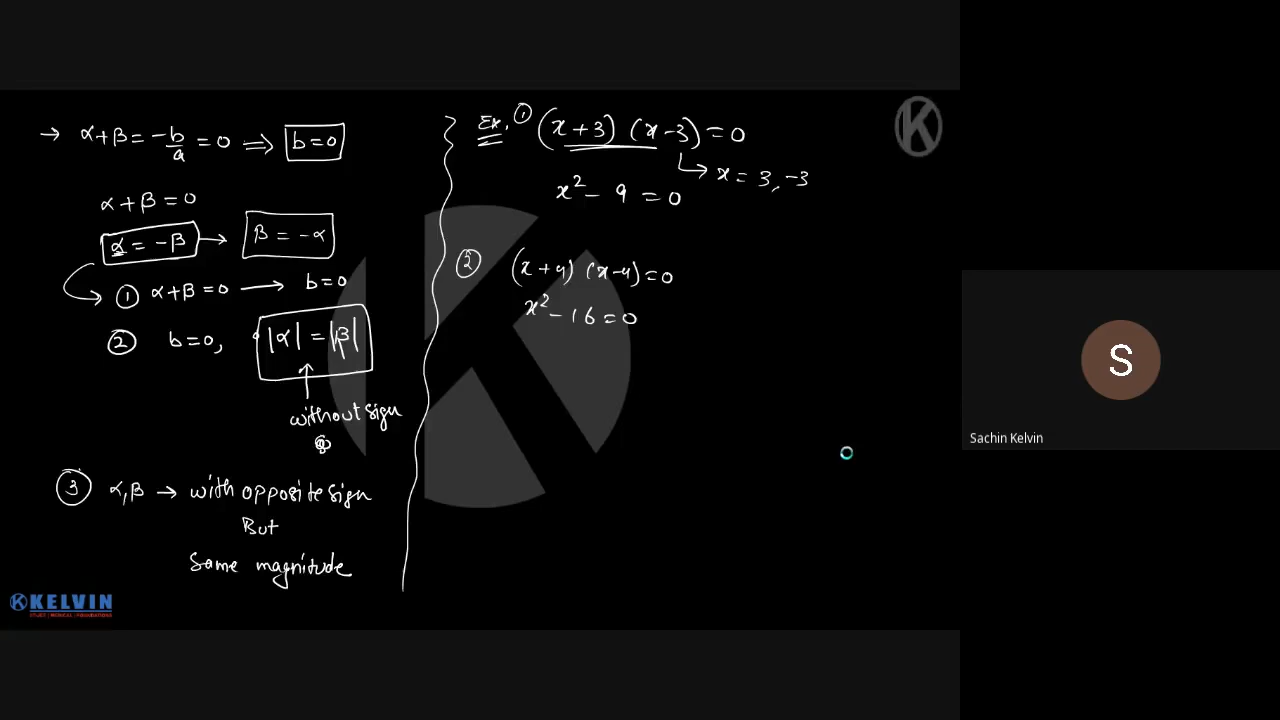 → α+β = -b/a = 0 ⇒ b=0
α+β = 0
α = -β → β = -α
① α+β=0 → b=0
② b=0, |α| = |β|
without sign
③ α,β → with opposite sign
But
Same magnitude
KELVIN
Ex. ① (x+3) (x-3) = 0
↳ x = 3, -3
x² - 9 = 0
② (x+4) (x-4) = 0
x² - 16 = 0
K
S
Sachin Kelvin